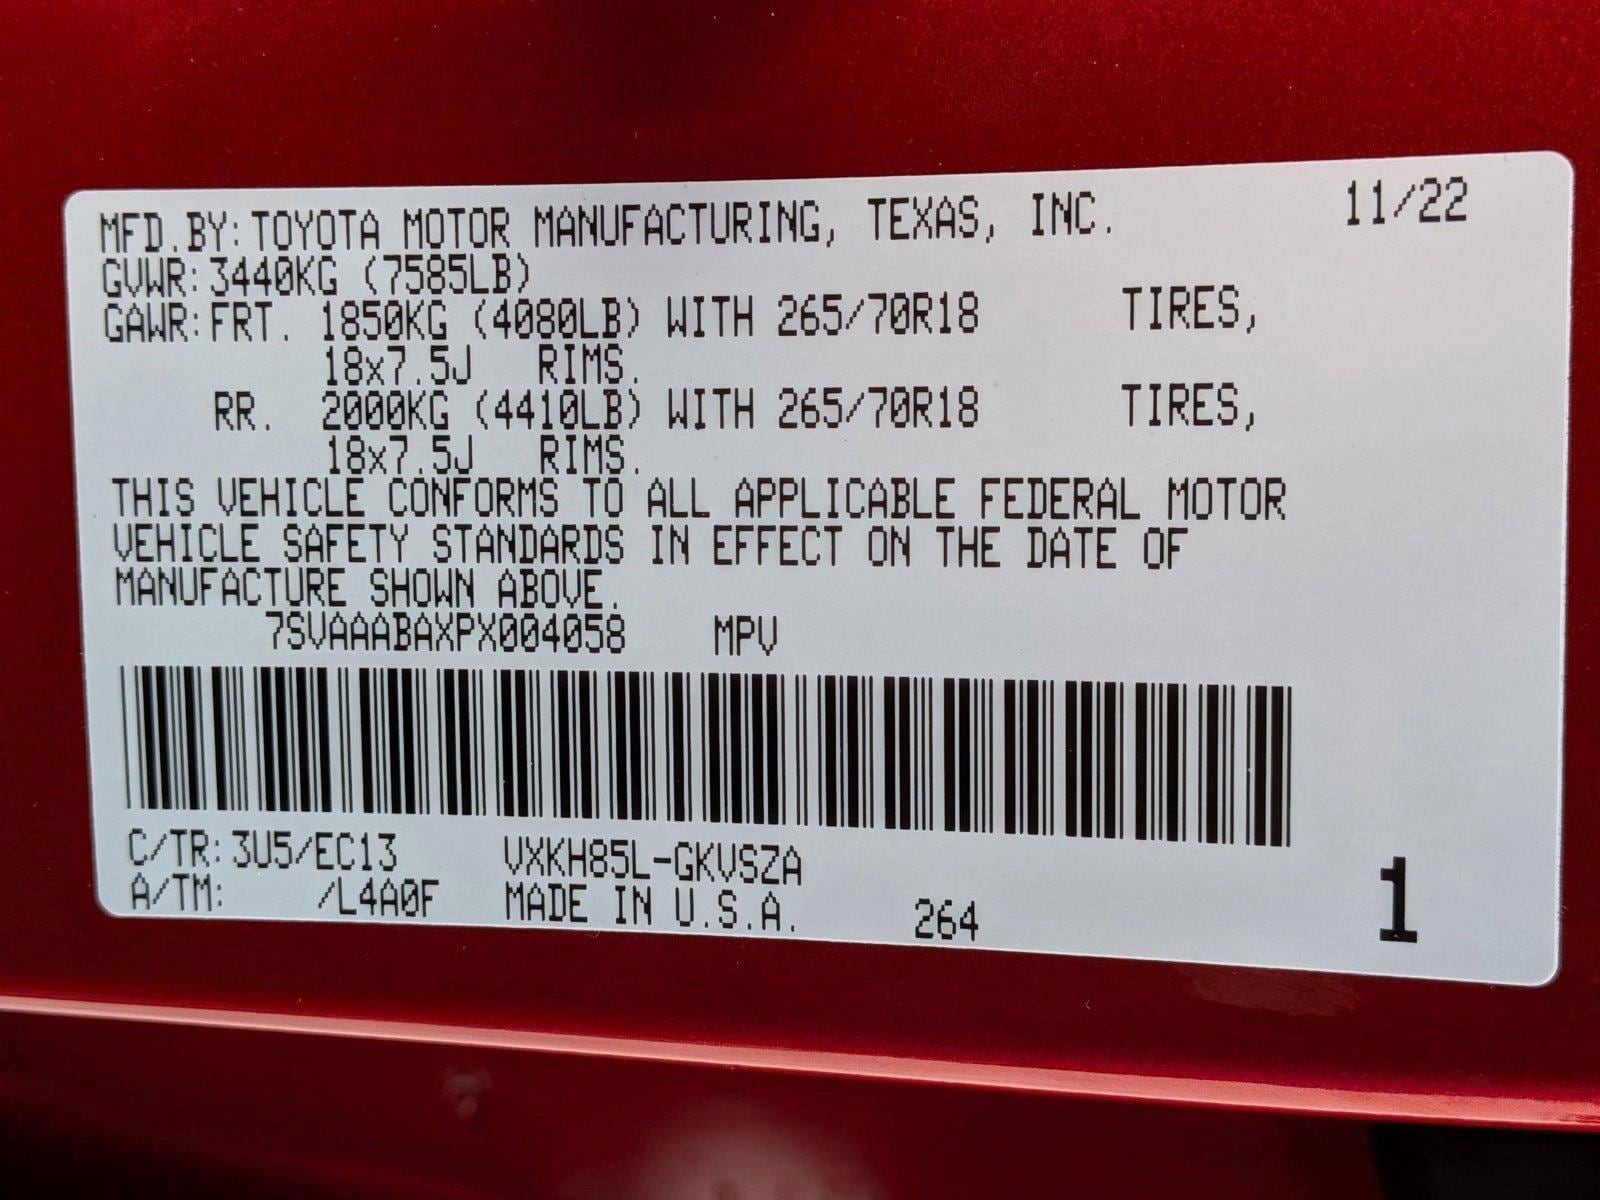 MFD.BY:TOYOTA MOTOR MANUFACTURING, TEXAS, INC. 11/22
GVWR:3440KG (7585LB)
GAWR:FRT. 1850KG (4080LB) WITH 265/70R18 TIRES,
18x7.5J RIMS.
RR. 2000KG (4410LB) WITH 265/70R18 TIRES,
18x7.5J RIMS.
THIS VEHICLE CONFORMS TO ALL APPLICABLE FEDERAL MOTOR
VEHICLE SAFETY STANDARDS IN EFFECT ON THE DATE OF
MANUFACTURE SHOWN ABOVE.
7SVAAABAXPX004058 MPV
C/TR:3U5/EC13 VXKH85L-GKVSZA
A/TM: /L4A0F MADE IN U.S.A. 264 1